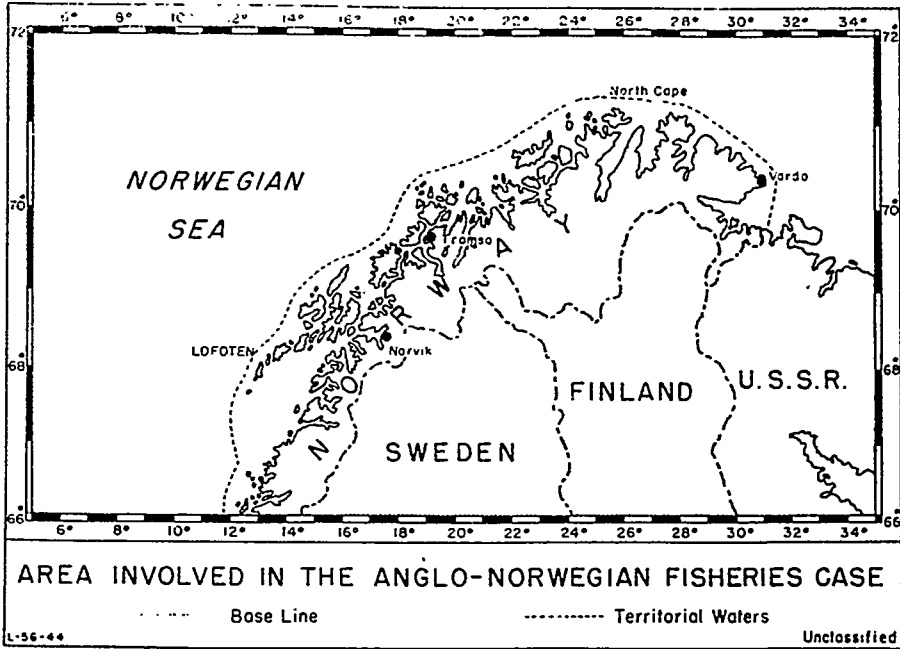 6° 8° 10° 12° 14° 16° 18° 20° 22° 24° 26° 28° 30° 32° 34°
72° 72°
North Cape
NORWEGIAN
SEA
Vardo
70° 70°
Tromso
NORWAY
LOFOTEN
Narvik
68° 68°
U.S.S.R.
FINLAND
SWEDEN
66° 66°
6° 8° 10° 12° 14° 16° 18° 20° 22° 24° 26° 28° 30° 32° 34°
AREA INVOLVED IN THE ANGLO-NORWEGIAN FISHERIES CASE
Base Line Territorial Waters
L-56-44 Unclassified